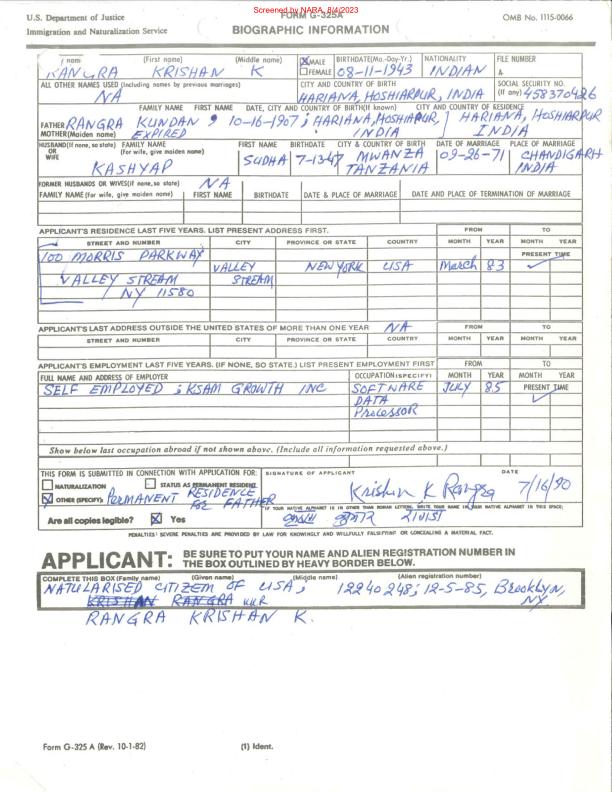 Screened by NARA, 8/4/2023
U.S. Department of Justice
Immigration and Naturalization Service
FORM G-325A
BIOGRAPHIC INFORMATION
OMB No. 1115-0066
(First name) (Middle name) MALE BIRTHDATE(Mo.-Day-Yr.) NATIONALITY FILE NUMBER
RANGRA KRISHAN K FEMALE 08-11-1943 INDIAN A-
ALL OTHER NAMES USED (Including names by previous marriages) CITY AND COUNTRY OF BIRTH SOCIAL SECURITY NO. (If any)
NA HARIANA, HOSHIARPUR, INDIA 458370426
FAMILY NAME FIRST NAME DATE, CITY AND COUNTRY OF BIRTH(If known) CITY AND COUNTRY OF RESIDENCE
FATHER RANGRA KUNDAN, 10-16-1907; HARIANA, HOSHIARPUR, HARIANA, HOSHIARPUR
MOTHER(Maiden name) EXPIRED INDIA INDIA
HUSBAND(If none, so state) OR WIFE FAMILY NAME (For wife, give maiden name) FIRST NAME BIRTHDATE CITY & COUNTRY OF BIRTH DATE OF MARRIAGE PLACE OF MARRIAGE
KASHYAP SUDHA 7-1347 MWANZA TANZANIA 09-26-71 CHANDIGARH INDIA
FORMER HUSBANDS OR WIVES(if none, so state) NA
FAMILY NAME (For wife, give maiden name) FIRST NAME BIRTHDATE DATE & PLACE OF MARRIAGE DATE AND PLACE OF TERMINATION OF MARRIAGE
APPLICANT'S RESIDENCE LAST FIVE YEARS. LIST PRESENT ADDRESS FIRST. FROM TO
STREET AND NUMBER CITY PROVINCE OR STATE COUNTRY MONTH YEAR MONTH YEAR
100 MORRIS PARKWAY PRESENT TIME
VALLEY NEW YORK USA March 83 ✓
VALLEY STREAM STREAM
NY 11580
APPLICANT'S LAST ADDRESS OUTSIDE THE UNITED STATES OF MORE THAN ONE YEAR NA FROM TO
STREET AND NUMBER CITY PROVINCE OR STATE COUNTRY MONTH YEAR MONTH YEAR
APPLICANT'S EMPLOYMENT LAST FIVE YEARS. (IF NONE, SO STATE.) LIST PRESENT EMPLOYMENT FIRST FROM TO
FULL NAME AND ADDRESS OF EMPLOYER OCCUPATION (SPECIFY) MONTH YEAR MONTH YEAR
SELF EMPLOYED; KSAM GROWTH INC SOFTWARE JULY 85 PRESENT TIME
DATA ✓
Processor
Show below last occupation abroad if not shown above. (Include all information requested above.)
THIS FORM IS SUBMITTED IN CONNECTION WITH APPLICATION FOR: SIGNATURE OF APPLICANT DATE
NATURALIZATION STATUS AS PERMANENT RESIDENT
OTHER (SPECIFY): PERMANENT RESIDENCE FOR FATHER Krishan K Rangra 7/16/90
IF YOUR NATIVE ALPHABET IS IN OTHER THAN ROMAN LETTERS, WRITE YOUR NAME IN YOUR NATIVE ALPHABET IN THIS SPACE:
Are all copies legible? Yes
PENALTIES: SEVERE PENALTIES ARE PROVIDED BY LAW FOR KNOWINGLY AND WILLFULLY FALSIFYING OR CONCEALING A MATERIAL FACT.
APPLICANT: BE SURE TO PUT YOUR NAME AND ALIEN REGISTRATION NUMBER IN THE BOX OUTLINED BY HEAVY BORDER BELOW.
COMPLETE THIS BOX (Family name) (Given name) (Middle name) (Alien registration number)
NATULARISED CITIZEM OF USA; 12240248; 12-5-85, Brooklyn, NY.
KRISHAN RANGRA KKR
RANGRA KRISHAN K.
Form G-325 A (Rev. 10-1-82) (1) Ident.